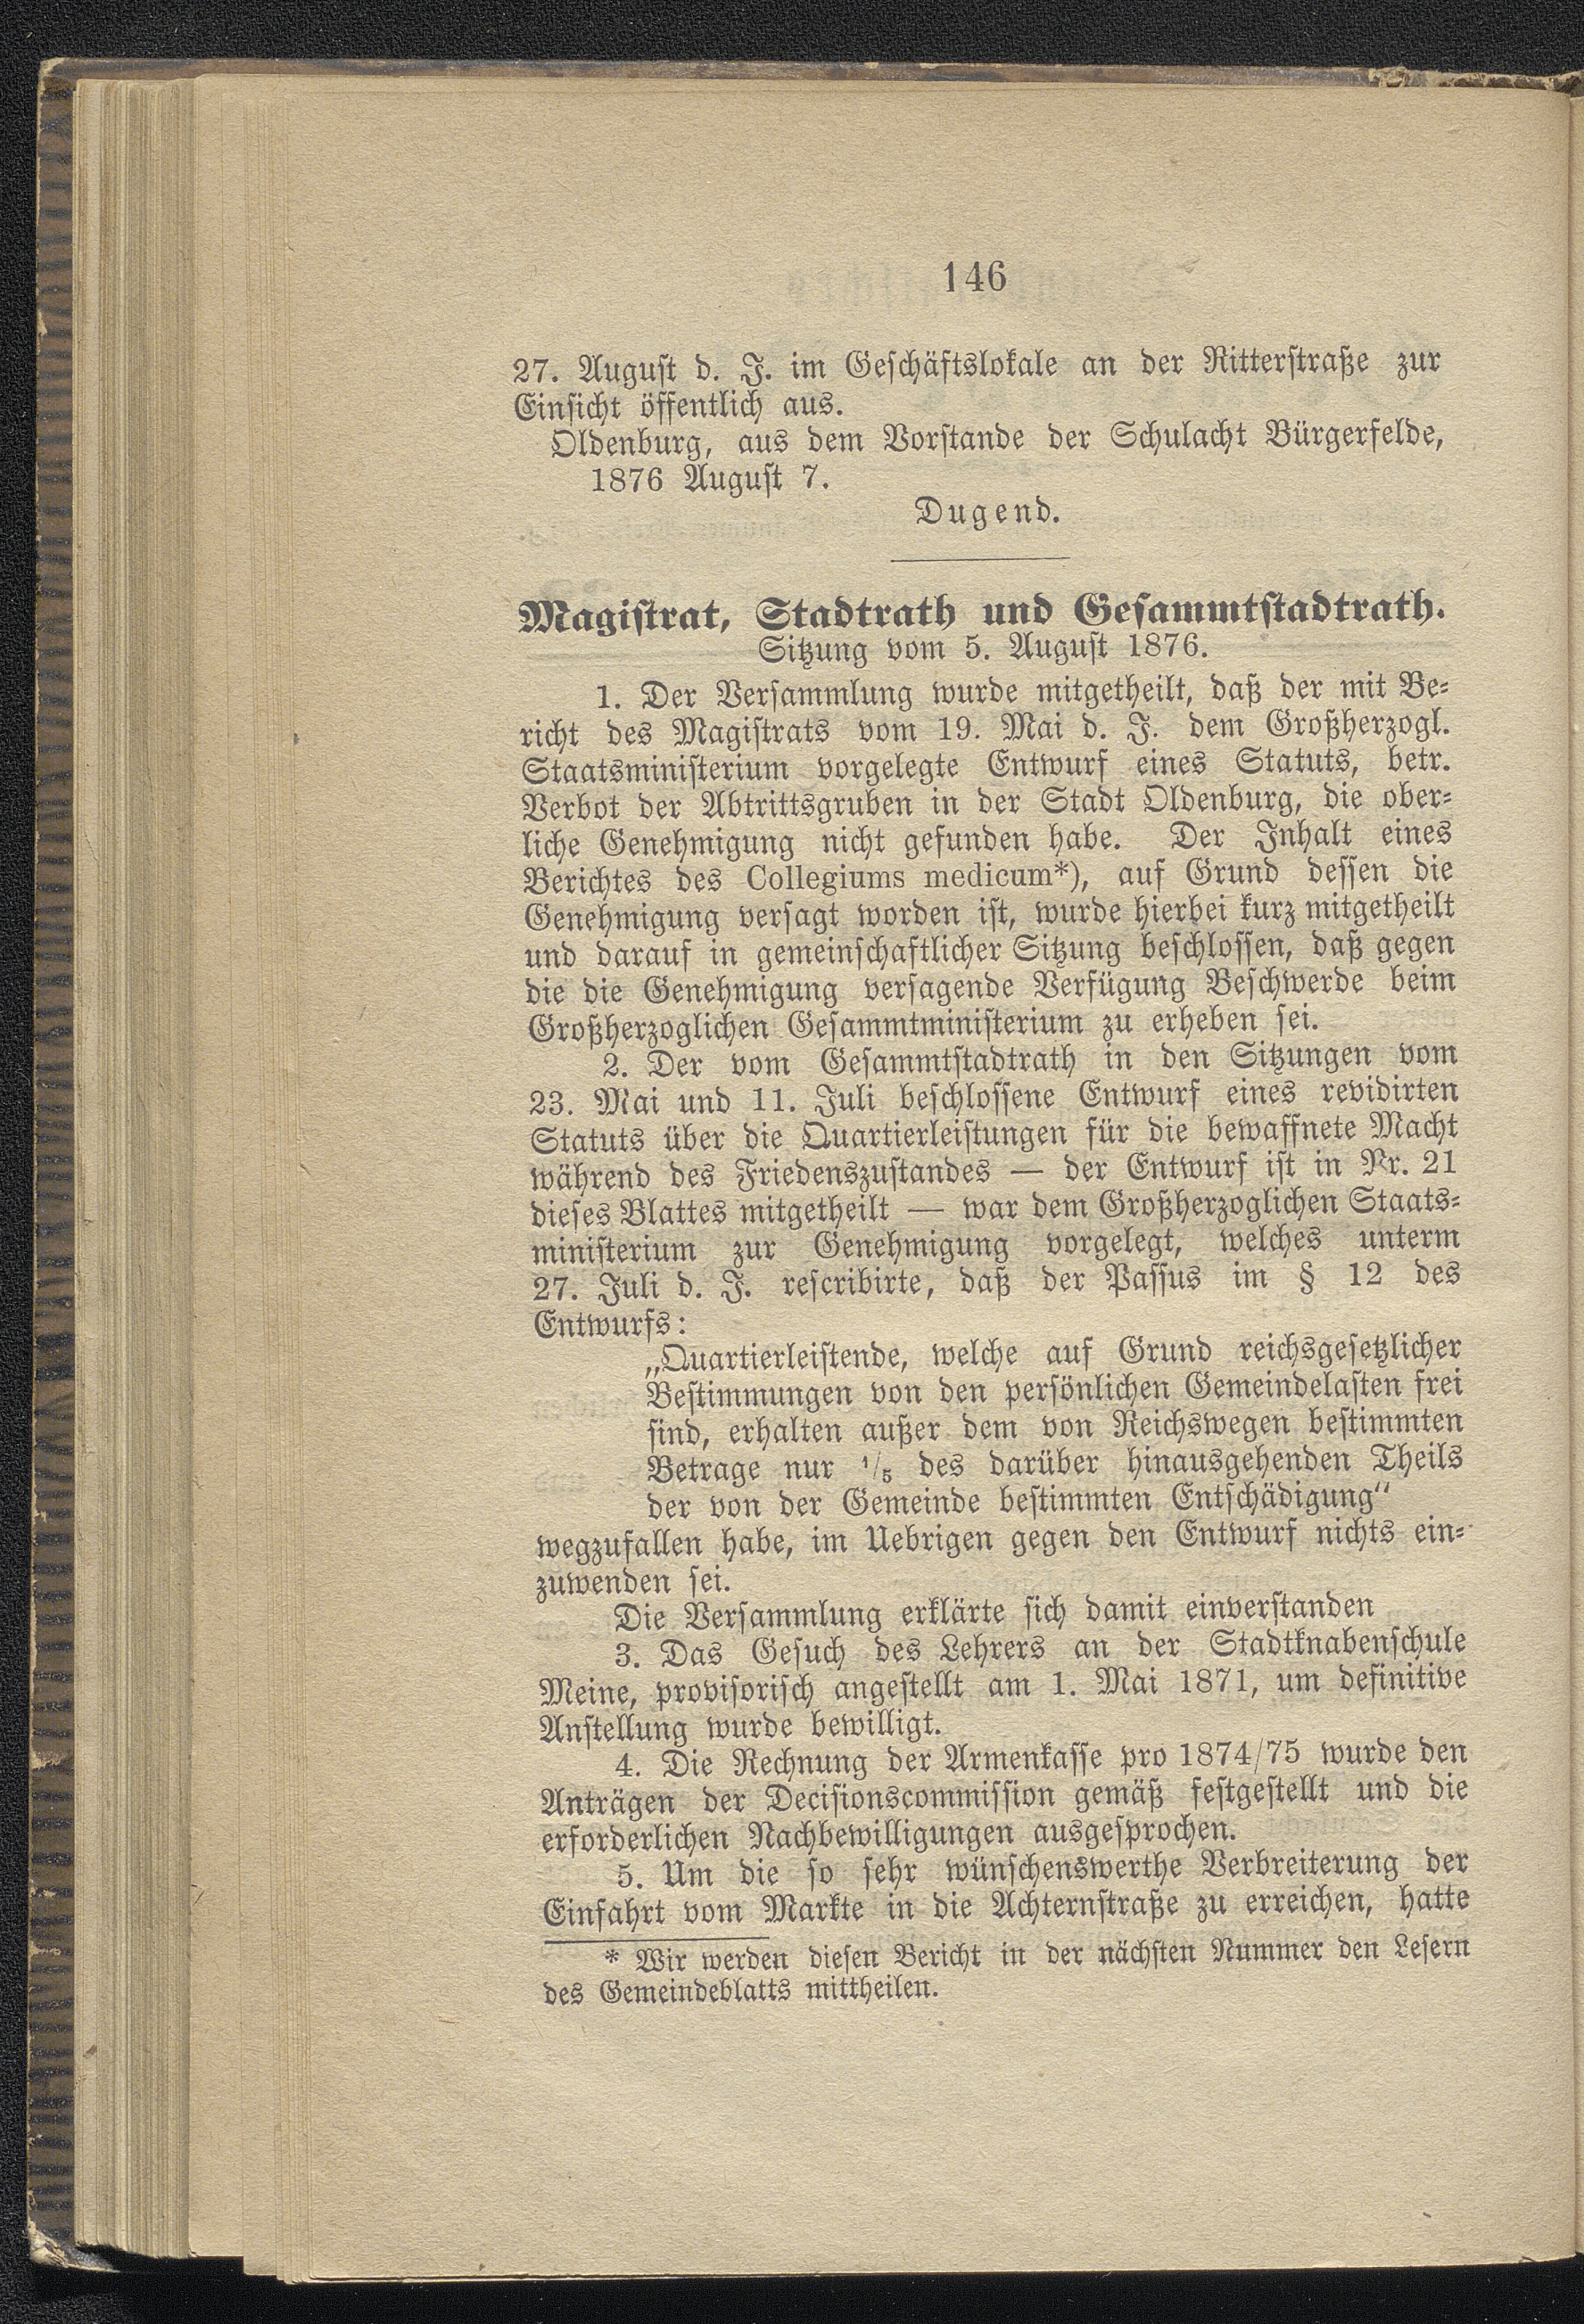 146
27. August d. J. im Geschäftslokale an der Ritterstraße zur
Einsicht öffentlich aus.
Oldenburg, aus dem Vorstande der Schulacht Bürgerfelde,
1876 August 7.
Dugend.
Magistrat, Stadtrath und Gesammtstadtrath.
Sitzung vom 5. August 1876.
1. Der Versammlung wurde mitgetheilt, daß der mit Be-
richt des Magistrats vom 19. Mai d. J. dem Großherzogl.
Staatsministerium vorgelegte Entwurf eines Statuts, betr.
Verbot der Abtrittsgruben in der Stadt Oldenburg, die ober-
liche Genehmigung nicht gefunden habe. Der Inhalt eines
Berichtes des Collegiums medicum*), auf Grund dessen die
Genehmigung versagt worden ist, wurde hierbei kurz mitgetheilt
und darauf in gemeinschaftlicher Sitzung beschlossen, daß gegen
die die Genehmigung versagende Verfügung Beschwerde beim
Großherzoglichen Gesammtministerium zu erheben sei.
2. Der vom Gesammtstadtrath in den Sitzungen vom
23. Mai und 11. Juli beschlossene Entwurf eines revidirten
Statuts über die Quartierleistungen für die bewaffnete Macht
während des Friedenszustandes — der Entwurf ist in Nr. 21
dieses Blattes mitgetheilt — war dem Großherzoglichen Staats-
ministerium zur Genehmigung vorgelegt, welches unterm
27. Juli d. J. rescribirte, daß der Passus im § 12 des
Entwurfs:
„Quartierleistende, welche auf Grund reichsgesetzlicher
Bestimmungen von den persönlichen Gemeindelasten frei
sind, erhalten außer dem von Reichswegen bestimmten
Betrage nur 1/5 des darüber hinausgehenden Theils
der von der Gemeinde bestimmten Entschädigung“
wegzufallen habe, im Uebrigen gegen den Entwurf nichts ein-
zuwenden sei.
Die Versammlung erklärte sich damit einverstanden
3. Das Gesuch des Lehrers an der Stadtknabenschule
Meine, provisorisch angestellt am 1. Mai 1871, um definitive
Anstellung wurde bewilligt.
4. Die Rechnung der Armenkasse pro 1874/75 wurde den
Anträgen der Decisionscommission gemäß festgestellt und die
erforderlichen Nachbewilligungen ausgesprochen.
5. Um die so sehr wünschenswerthe Verbreiterung der
Einfahrt vom Markte in die Achternstraße zu erreichen, hatte
* Wir werden diesen Bericht in der nächsten Nummer den Lesern
des Gemeindeblatts mittheilen.